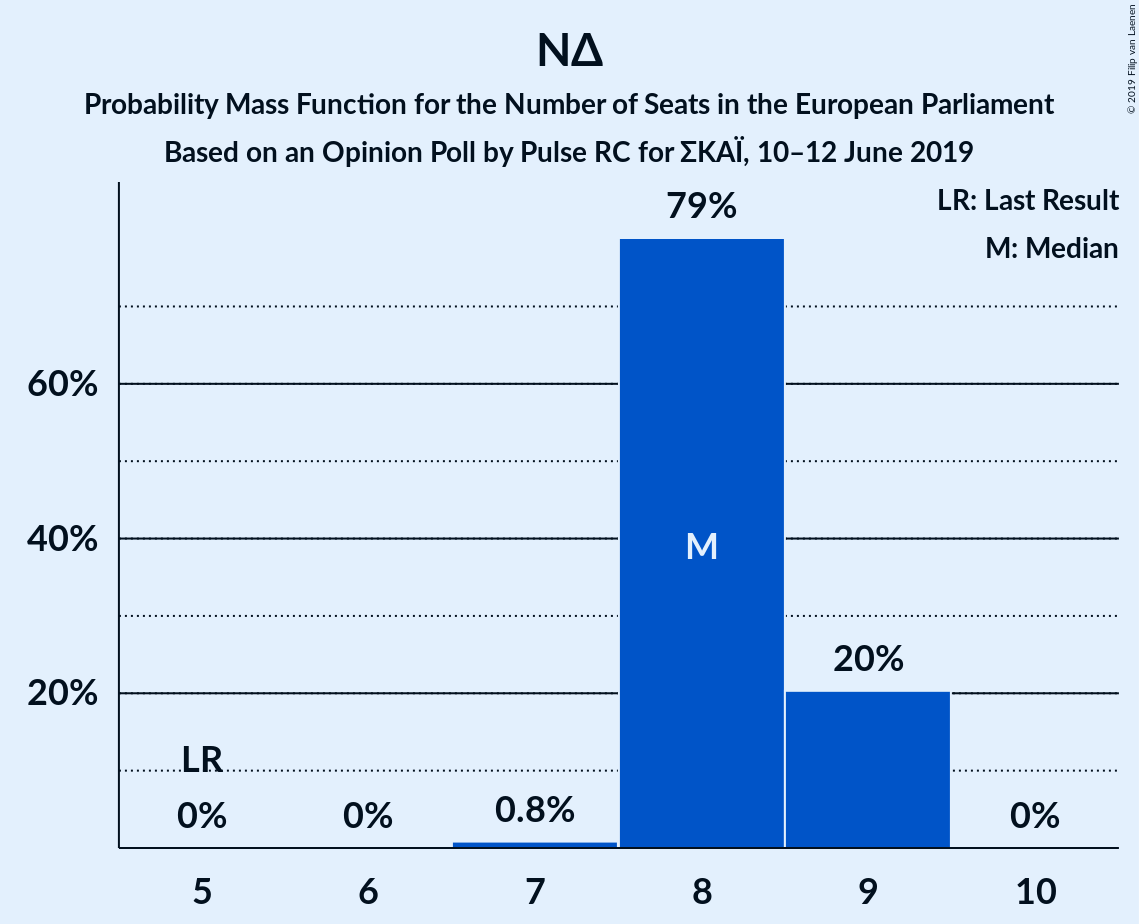 ΝΔ
Probability Mass Function for the Number of Seats in the European Parliament
Based on an Opinion Poll by Pulse RC for ΣΚΑΪ, 10–12 June 2019
© 2019 Filip van Laenen
LR: Last Result
M: Median
79%
60%
40%
M
20%
20%
LR
0%
0%
0.8%
0%
5
6
7
8
9
10